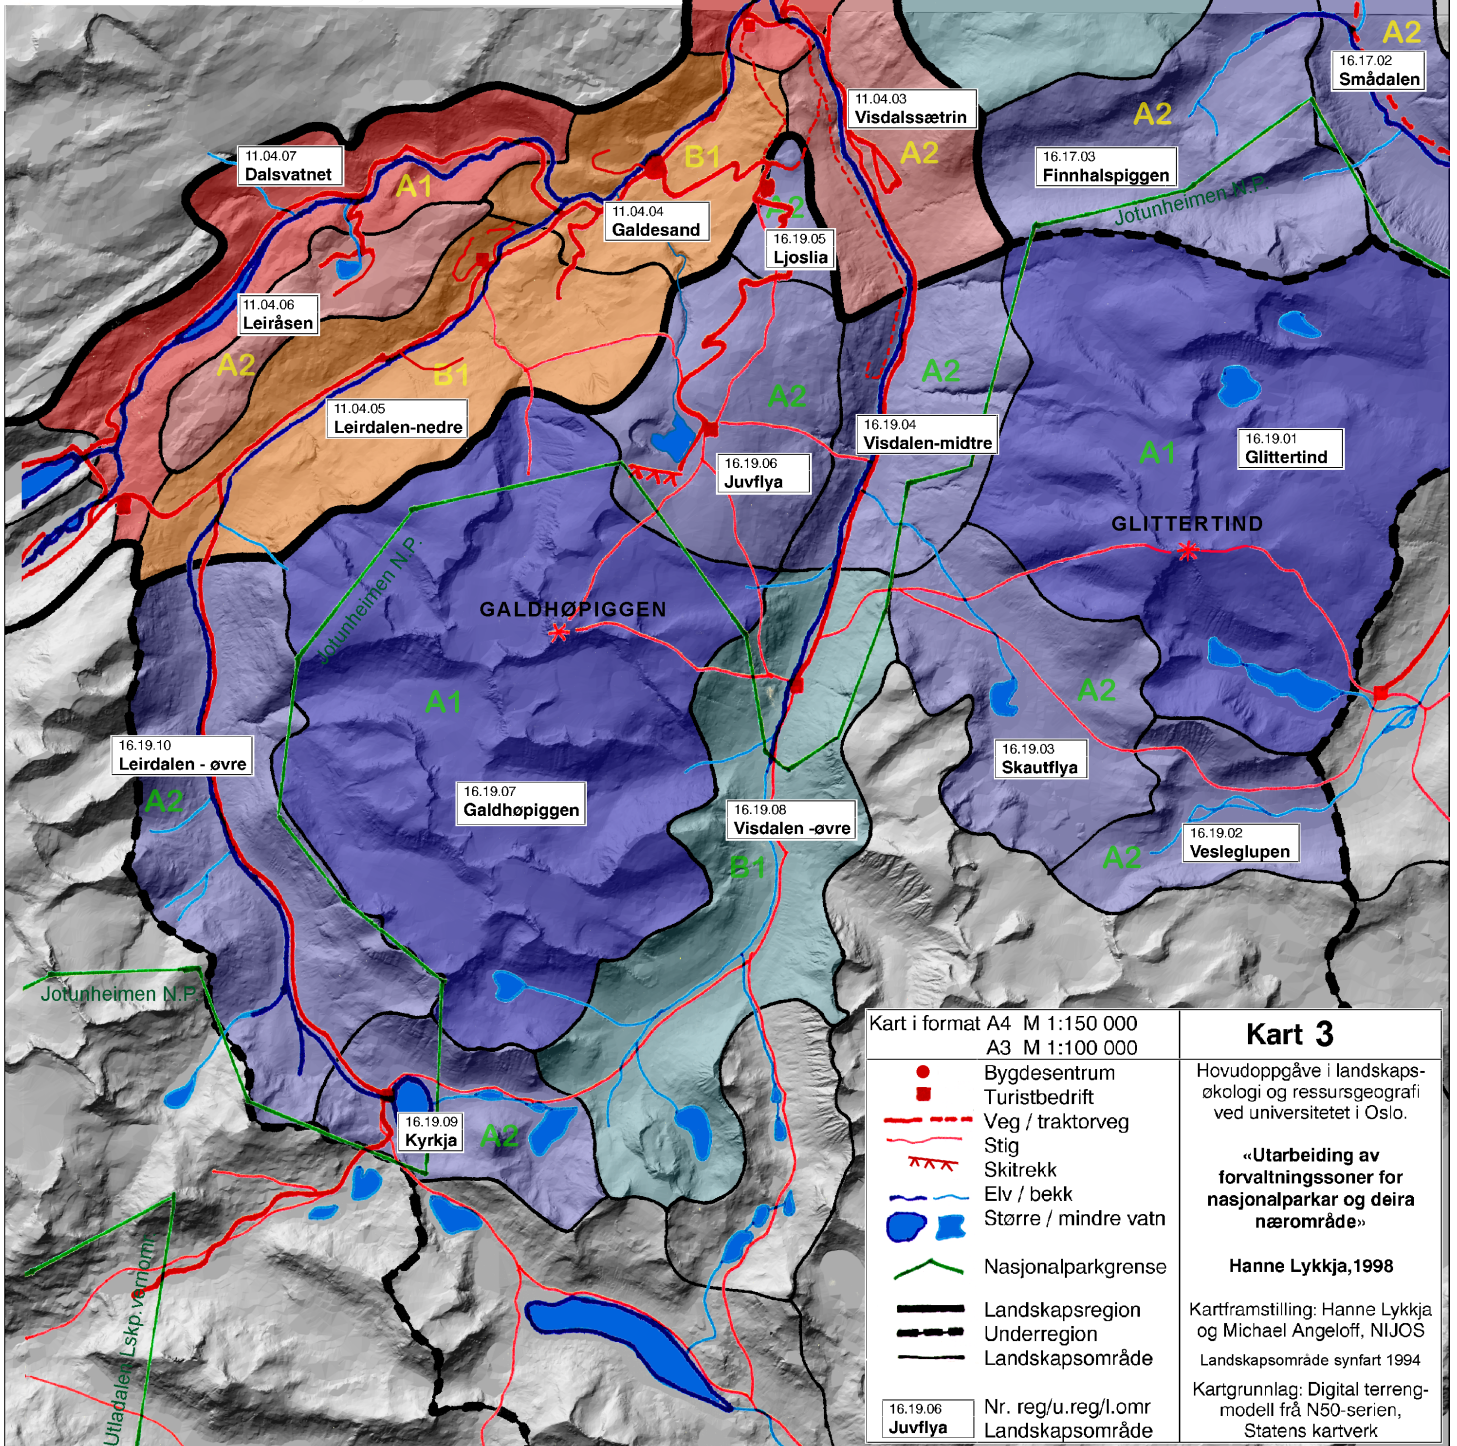 A2
16.17.02
Smådalen
11.04.03
Visdalssætrin
A2
A2
11.04.07
Dalsvatnet
B1
16.17.03
Finnhalspiggen
A1
Jotunheimen N.P.
11.04.04
Galdesand
A2
16.19.05
Ljoslia
11.04.06
Leiråsen
A2
B1
A2
A2
11.04.05
Leirdalen-nedre
16.19.04
Visdalen-midtre
16.19.01
Glittertind
A1
16.19.06
Juvflya
GLITTERTIND
Jotunheimen N.P.
GALDHØPIGGEN
A1
A2
16.19.10
Leirdalen - øvre
16.19.03
Skautflya
A2
16.19.07
Galdhøpiggen
16.19.08
Visdalen -øvre
16.19.02
Vesleglupen
B1
A2
Jotunheimen N.P
16.19.09
Kyrkja
A2
Utladalen Lskp.vernomr.
Kart i format A4 M 1:150 000
A3 M 1:100 000
Bygdesentrum
Turistbedrift
Veg / traktorveg
Stig
Skitrekk
Elv / bekk
Større / mindre vatn
Nasjonalparkgrense
Landskapsregion
Underregion
Landskapsområde
16.19.06
Juvflya
Nr. reg/u.reg/l.omr
Landskapsområde
Kart 3
Hovudoppgåve i landskaps-
økologi og ressursgeografi
ved universitetet i Oslo.
«Utarbeiding av
forvaltningssoner for
nasjonalparkar og deira
nærområde»
Hanne Lykkja,1998
Kartframstilling: Hanne Lykkja
og Michael Angeloff, NIJOS
Landskapsområde synfart 1994
Kartgrunnlag: Digital terreng-
modell frå N50-serien,
Statens kartverk